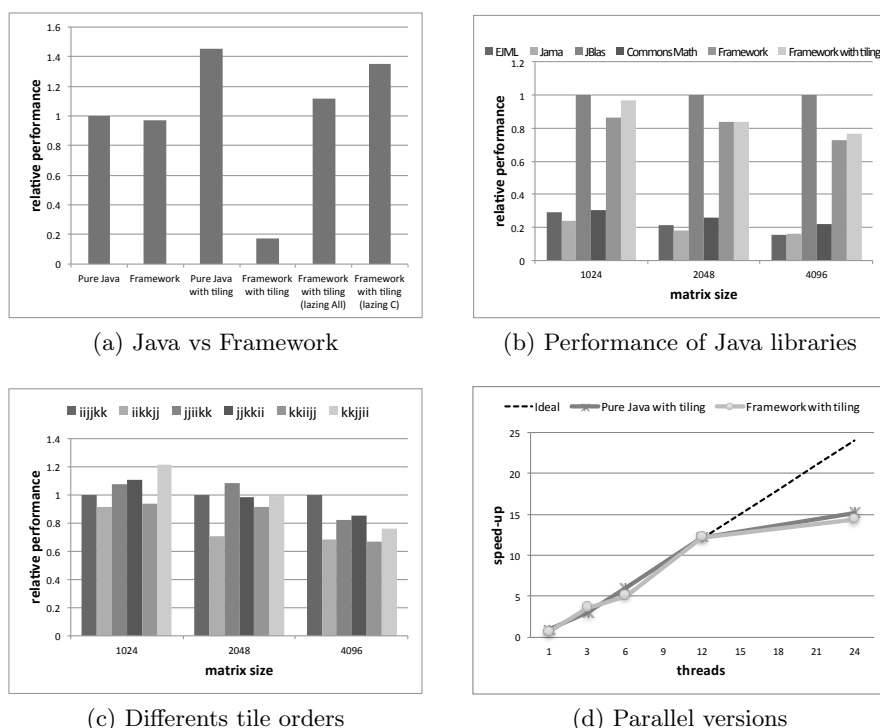 1.6
1.4
1.2
1
0.8
0.6
0.4
0.2
0
relative performance
Pure Java
Framework
Pure Java with tiling
Framework with tiling
Framework with tiling (lazing All)
Framework with tiling (lazing C)
(a) Java vs Framework
EJML Jama JBlas Commons Math Framework Framework with tiling
1.2
1
0.8
0.6
0.4
0.2
0
relative performance
1024 2048 4096
matrix size
(b) Performance of Java libraries
iijjkk iikkjj jjiikk jjkkii kkiijj kkjjii
1.4
1.2
1
0.8
0.6
0.4
0.2
0
relative performance
1024 2048 4096
matrix size
(c) Differents tile orders
Ideal Pure Java with tiling Framework with tiling
25
20
15
10
5
0
speed-up
1 3 6 9 12 15 18 21 24
threads
(d) Parallel versions